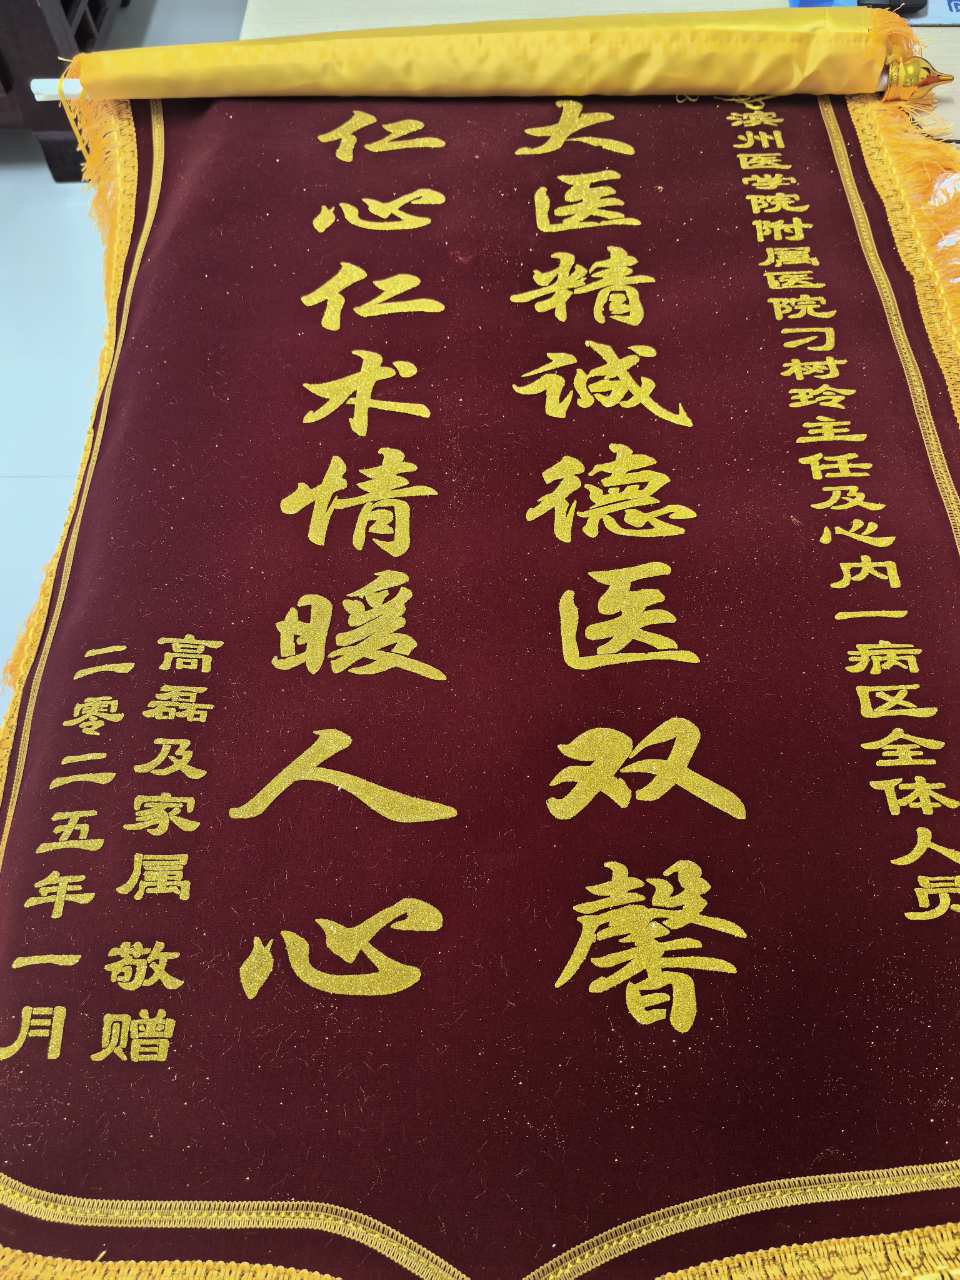 滨州医学院附属医院刁树玲主任及心内一病区全体人员
大医精诚德医双馨
仁心仁术情暖人心
高磊及家属 敬赠
二零二五年一月